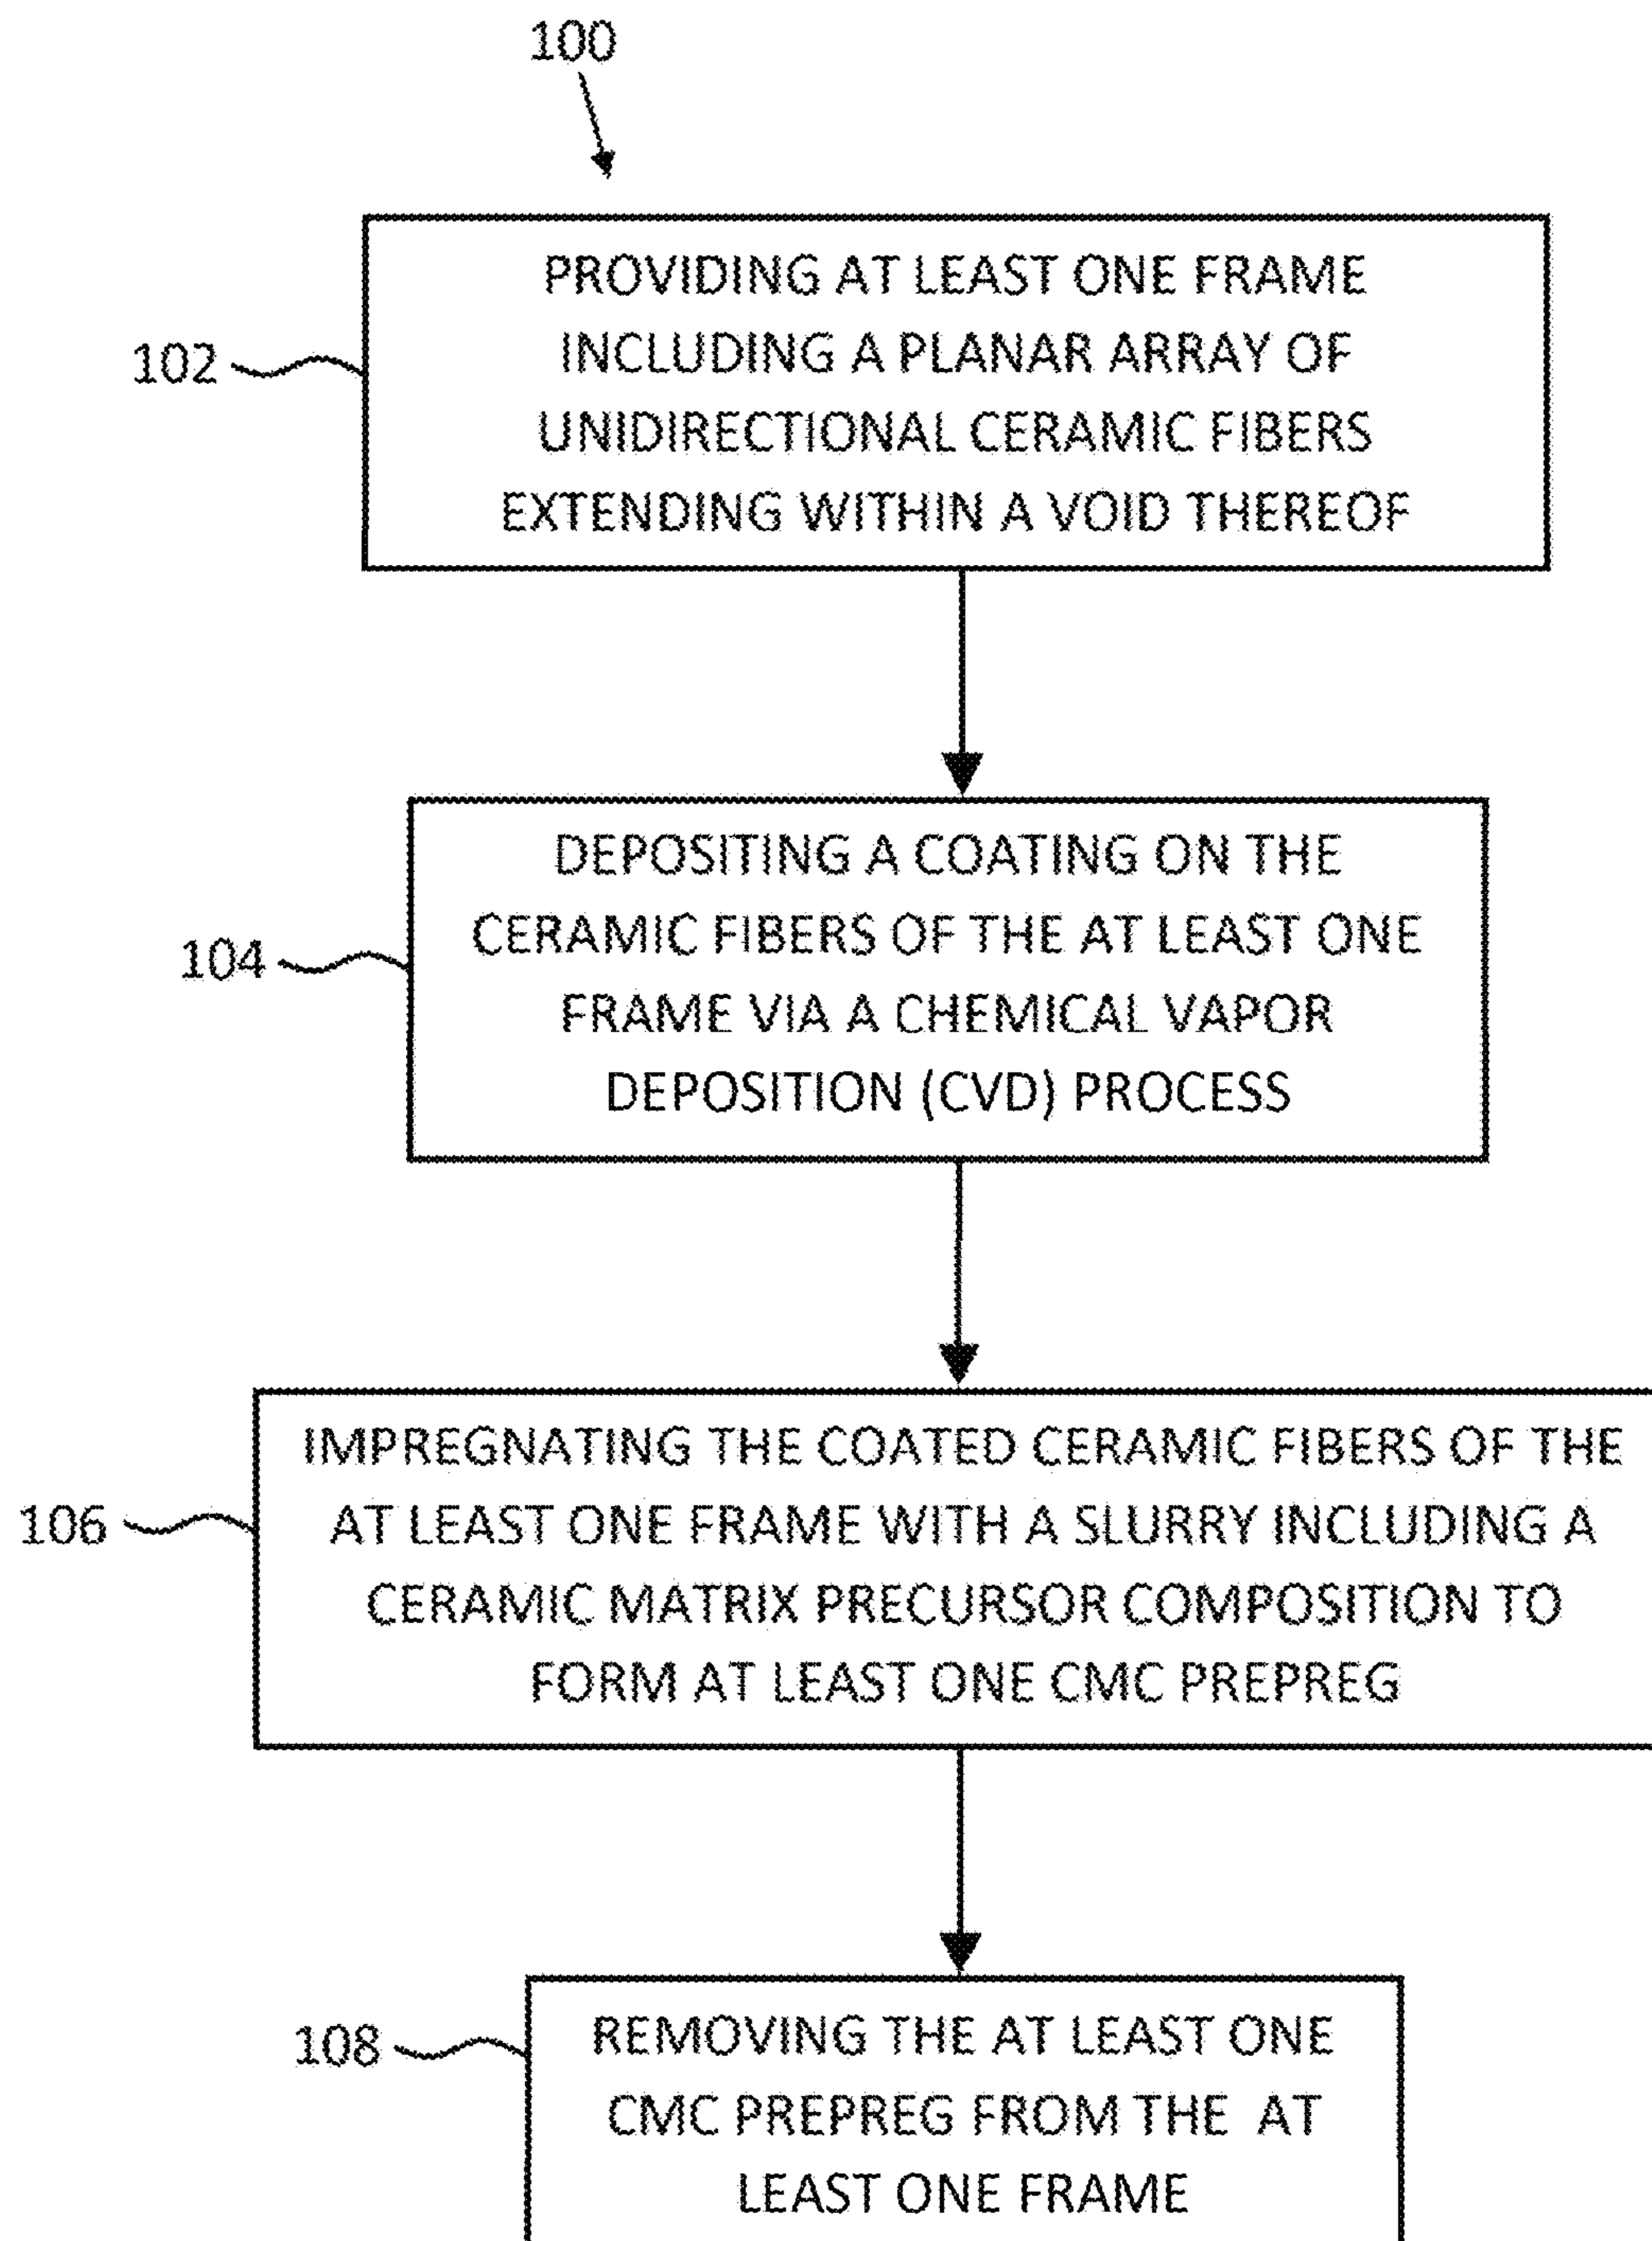 100
PROVIDING AT LEAST ONE FRAME
INCLUDING A PLANAR ARRAY OF
UNIDIRECTIONAL CERAMIC FIBERS
EXTENDING WITHIN A VOID THEREOF
102
DEPOSITING A COATING ON THE
CERAMIC FIBERS OF THE AT LEAST ONE
FRAME VIA A CHEMICAL VAPOR
DEPOSITION (CVD) PROCESS
104
IMPREGNATING THE COATED CERAMIC FIBERS OF THE
AT LEAST ONE FRAME WITH A SLURRY INCLUDING A
CERAMIC MATRIX PRECURSOR COMPOSITION TO
FORM AT LEAST ONE CMC PREPREG
106
REMOVING THE AT LEAST ONE
CMC PREPREG FROM THE AT
LEAST ONE FRAME
108